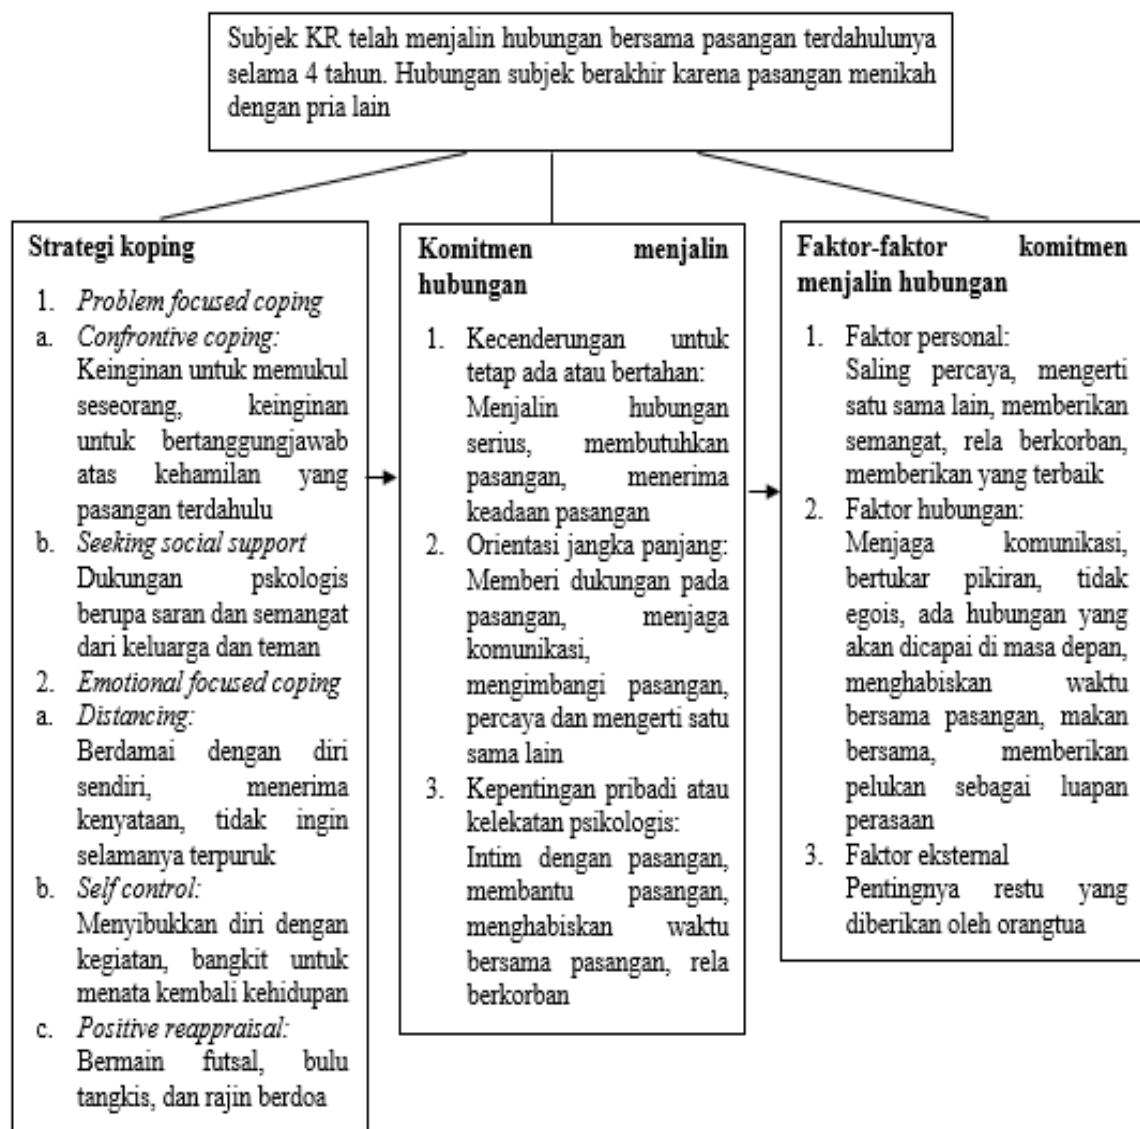 Subjek KR telah menjalin hubungan bersama pasangan terdahulunya
selama 4 tahun. Hubungan subjek berakhir karena pasangan menikah
dengan pria lain
Strategi koping
1. Problem focused coping
a. Confrontive coping:
Keinginan untuk memukul
seseorang, keinginan
untuk bertanggungjawab
atas kehamilan yang
pasangan terdahulu
b. Seeking social support
Dukungan pskologis
berupa saran dan semangat
dari keluarga dan teman
2. Emotional focused coping
a. Distancing:
Berdamai dengan diri
sendiri, menerima
kenyataan, tidak ingin
selamanya terpuruk
b. Self control:
Menyibukkan diri dengan
kegiatan, bangkit untuk
menata kembali kehidupan
c. Positive reappraisal:
Bermain futsal, bulu
tangkis, dan rajin berdoa
Komitmen menjalin
hubungan
1. Kecenderungan untuk
tetap ada atau bertahan:
Menjalin hubungan
serius, membutuhkan
pasangan, menerima
keadaan pasangan
2. Orientasi jangka panjang:
Memberi dukungan pada
pasangan, menjaga
komunikasi,
mengimbangi pasangan,
percaya dan mengerti satu
sama lain
3. Kepentingan pribadi atau
kelekatan psikologis:
Intim dengan pasangan,
membantu pasangan,
menghabiskan waktu
bersama pasangan, rela
berkorban
Faktor-faktor komitmen
menjalin hubungan
1. Faktor personal:
Saling percaya, mengerti
satu sama lain, memberikan
semangat, rela berkorban,
memberikan yang terbaik
2. Faktor hubungan:
Menjaga komunikasi,
bertukar pikiran, tidak
egois, ada hubungan yang
akan dicapai di masa depan,
menghabiskan waktu
bersama pasangan, makan
bersama, memberikan
pelukan sebagai luapan
perasaan
3. Faktor eksternal
Pentingnya restu yang
diberikan oleh orangtua